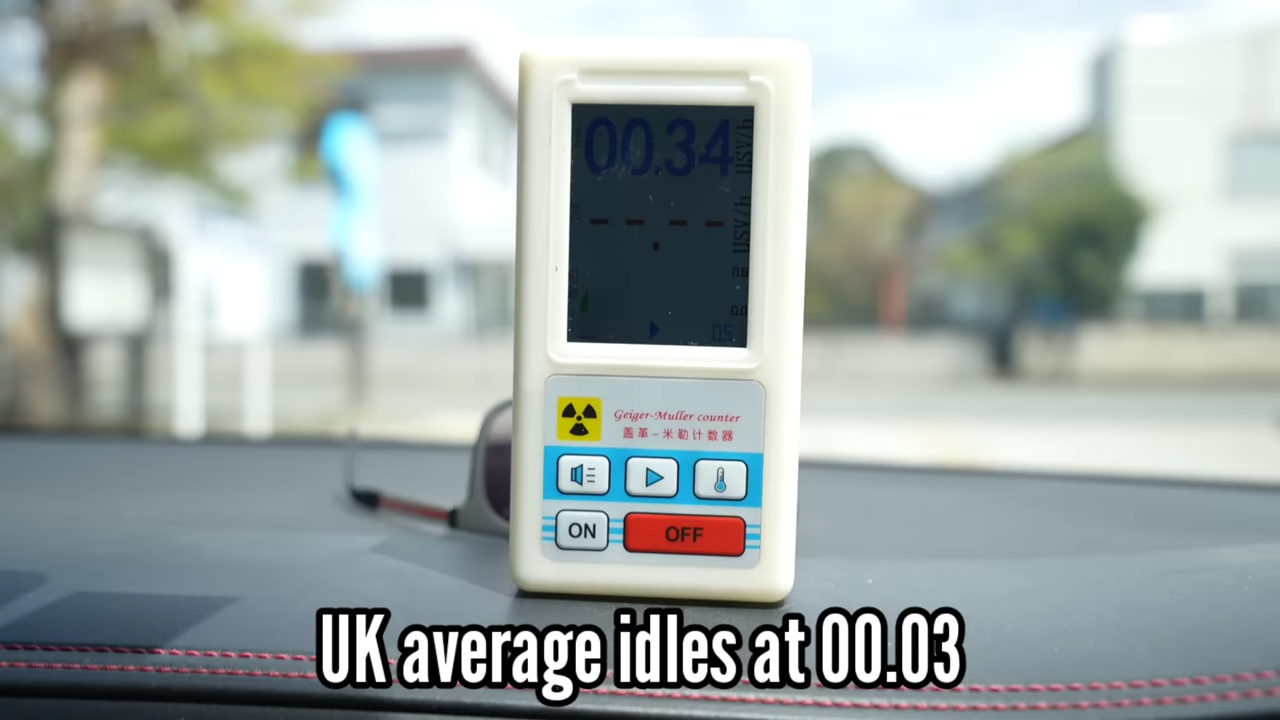 00.34 uSv/h
uSv/h
05
Geiger-Muller counter
盖革-米勒计数器
ON
OFF
UK average idles at 00.03